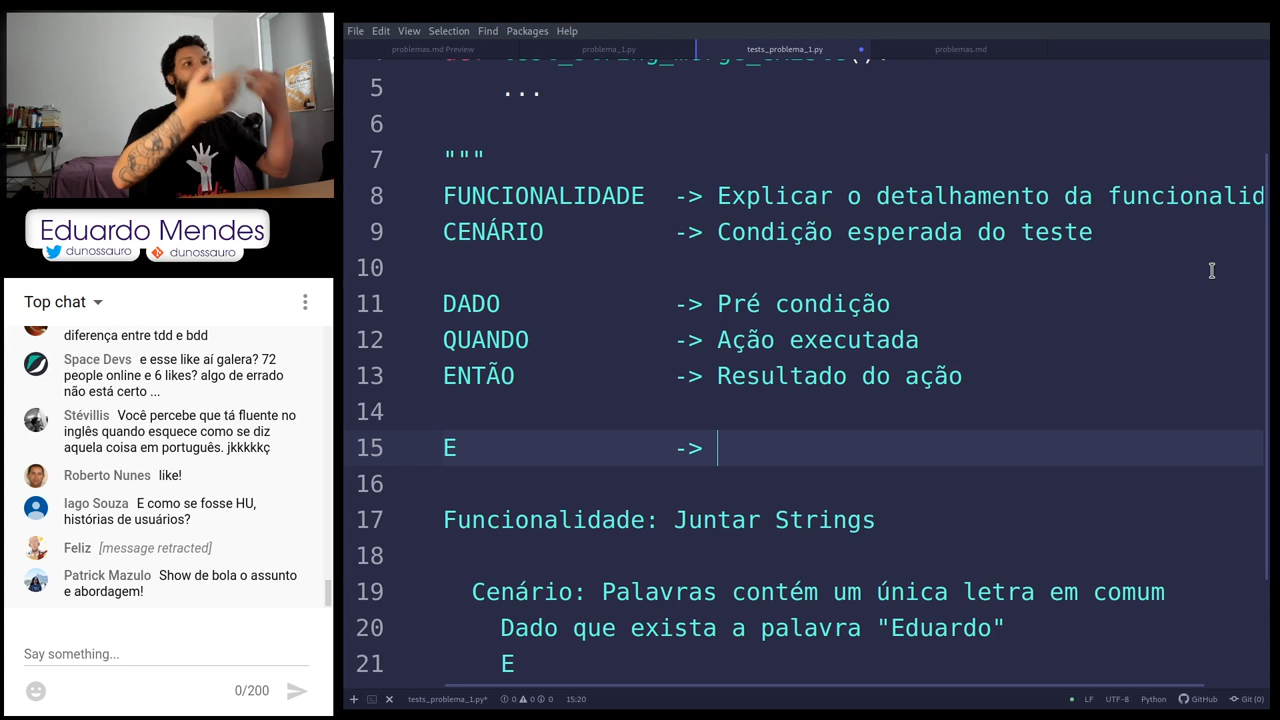 Eduardo Mendes
dunossauro
dunossauro
Top chat
diferença entre tdd e bdd
Space Devs e esse like aí galera? 72
people online e 6 likes? algo de errado
não está certo ...
Stévillis Você percebe que tá fluente no
inglês quando esquece como se diz
aquela coisa em português. jkkkkkç
Roberto Nunes like!
Iago Souza E como se fosse HU,
histórias de usuários?
Feliz [message retracted]
Patrick Mazulo Show de bola o assunto
e abordagem!
Say something...
0/200
File Edit View Selection Find Packages Help
problemas.md Preview problema_1.py tests_problema_1.py problemas.md
5 ...
6
7 """
8 FUNCIONALIDADE -> Explicar o detalhamento da funcionalid
9 CENÁRIO -> Condição esperada do teste
10
11 DADO -> Pré condição
12 QUANDO -> Ação executada
13 ENTÃO -> Resultado do ação
14
15 E ->
16
17 Funcionalidade: Juntar Strings
18
19 Cenário: Palavras contém um única letra em comum
20 Dado que exista a palavra "Eduardo"
21 E
tests_problema_1.py* 0 0 0 15:20 LF UTF-8 Python GitHub Git (0)